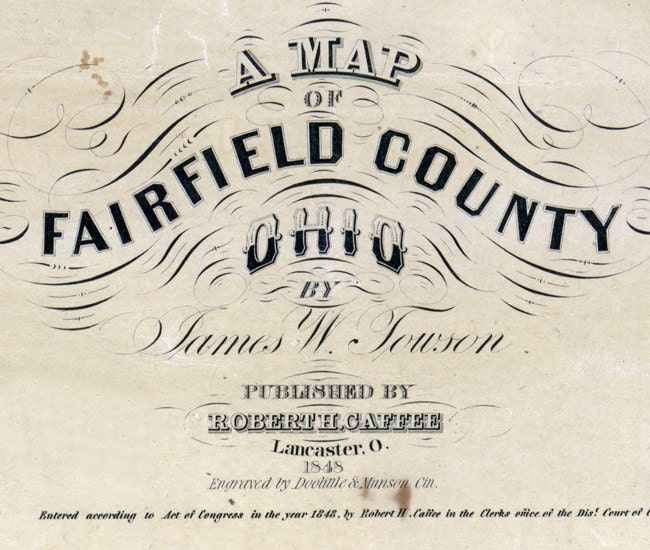 A MAP
OF
FAIRFIELD COUNTY
OHIO
BY
James W. Towson
PUBLISHED BY
ROBERT H. CAFFEE
Lancaster, O.
1848
Engraved by Doolittle & Munson Cin.
Entered according to Act of Congress in the year 1848, by Robert H. Caffee in the Clerks office of the Dist. Court of